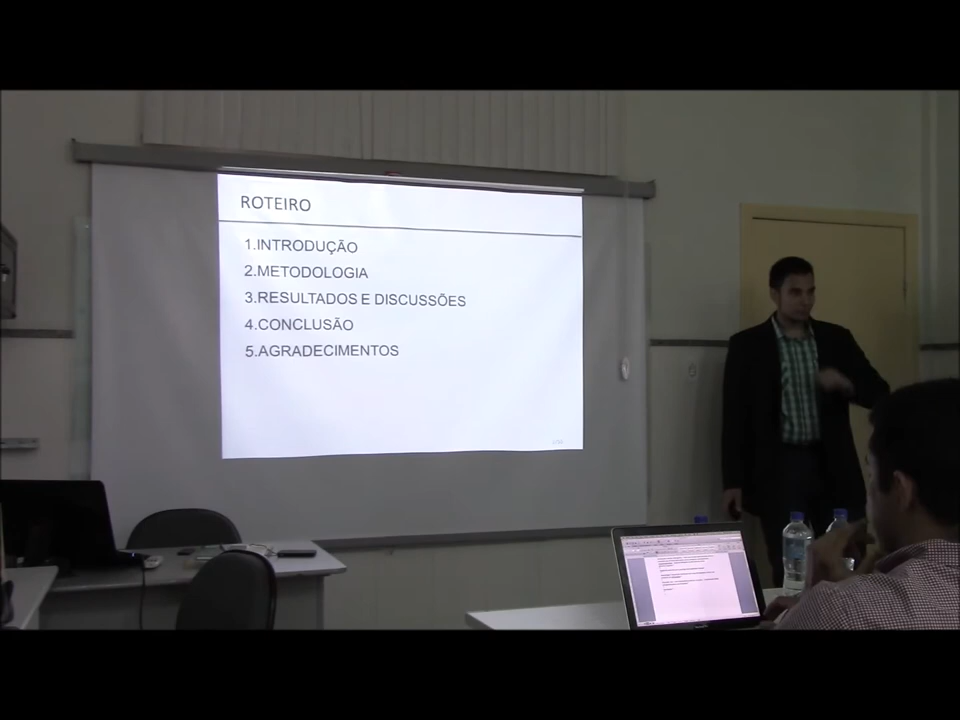 ROTEIRO
1.INTRODUÇÃO
2.METODOLOGIA
3.RESULTADOS E DISCUSSÕES
4.CONCLUSÃO
5.AGRADECIMENTOS